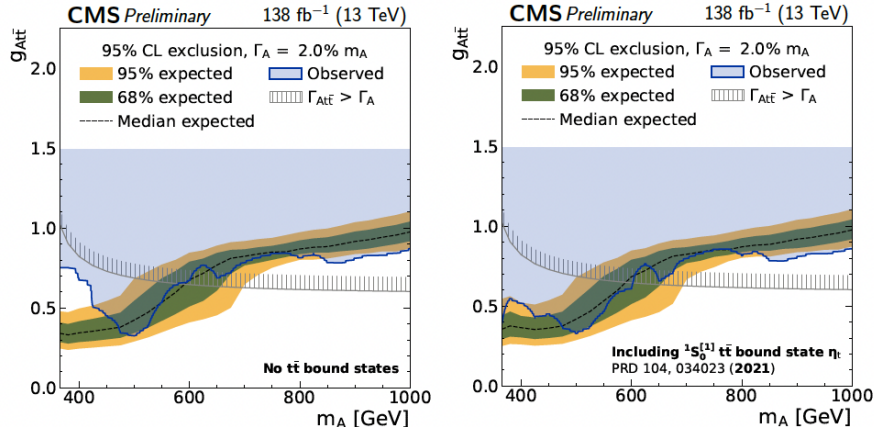 CMS Preliminary 138 fb⁻¹ (13 TeV)
g_Att̄
95% CL exclusion, Γ_A = 2.0% m_A
95% expected
Observed
68% expected
Γ_Att̄ > Γ_A
Median expected
2.0
1.5
1.0
0.5
0.0
No tt̄ bound states
400 600 800 1000
m_A [GeV]
CMS Preliminary 138 fb⁻¹ (13 TeV)
g_Att̄
95% CL exclusion, Γ_A = 2.0% m_A
95% expected
Observed
68% expected
Γ_Att̄ > Γ_A
Median expected
2.0
1.5
1.0
0.5
0.0
Including ¹S₀^[1] tt̄ bound state η_t
PRD 104, 034023 (2021)
400 600 800 1000
m_A [GeV]